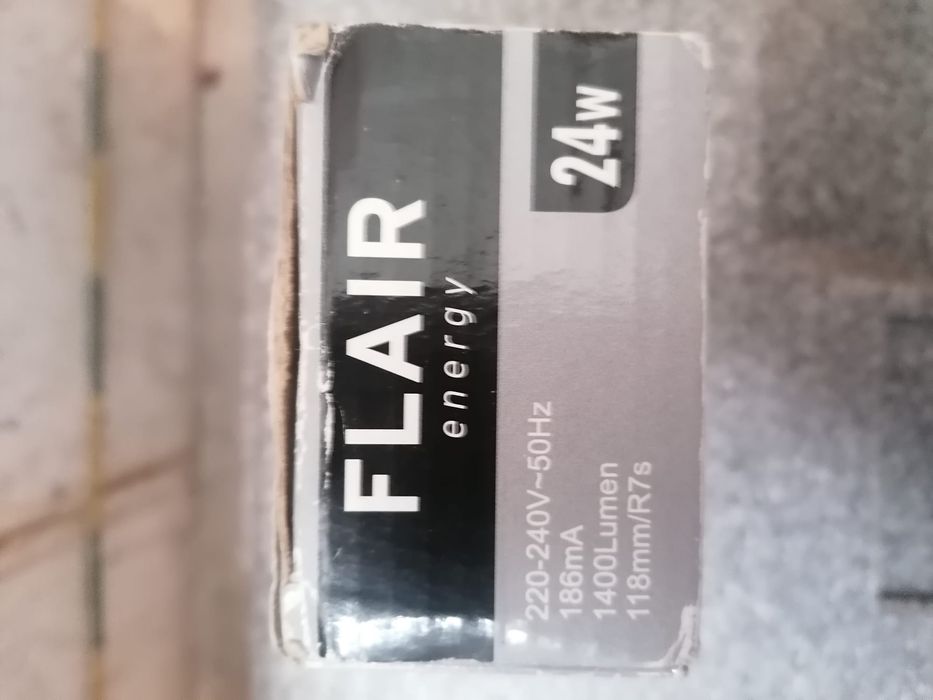 FLAIR
energy
24w
220-240V~50Hz
186mA
1400Lumen
118mm/R7s